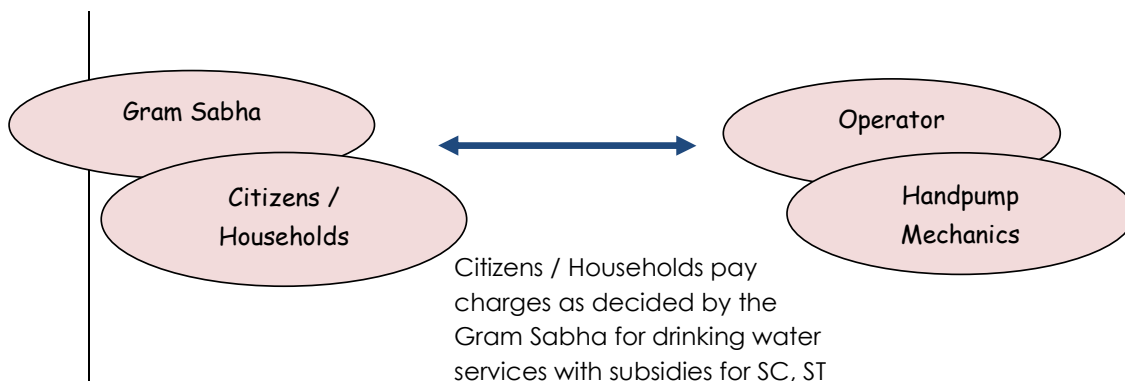 Gram Sabha
Citizens /
Households
Operator
Handpump
Mechanics
Citizens / Households pay
charges as decided by the
Gram Sabha for drinking water
services with subsidies for SC, ST